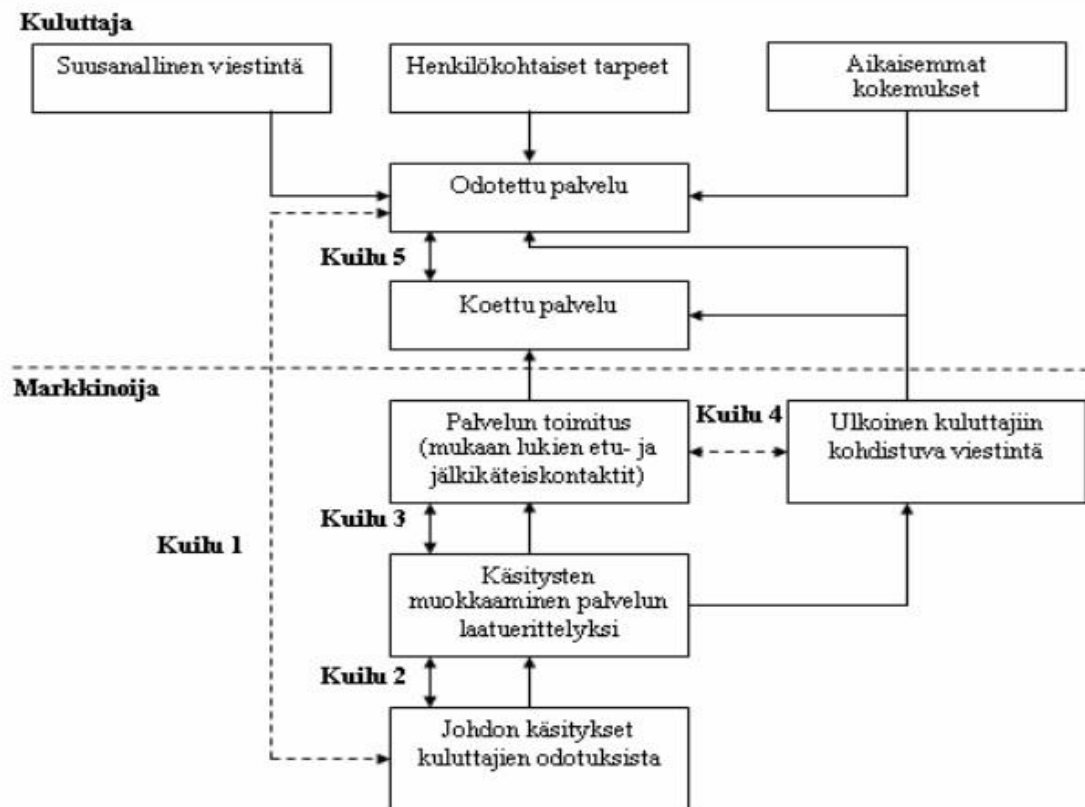 Kuluttaja
Suusanallinen viestintä
Henkilökohtaiset tarpeet
Aikaisemmat
kokemukset
Odotettu palvelu
Kuilu 5
Koettu palvelu
Markkinoija
Palvelun toimitus
(mukaan lukien etu- ja
jälkikäteiskontaktit)
Kuilu 4
Ulkoinen kuluttajiin
kohdistuva viestintä
Kuilu 3
Kuilu 1
Käsitysten
muokkaaminen palvelun
laatuerittelyksi
Kuilu 2
Johdon käsitykset
kuluttajien odotuksista